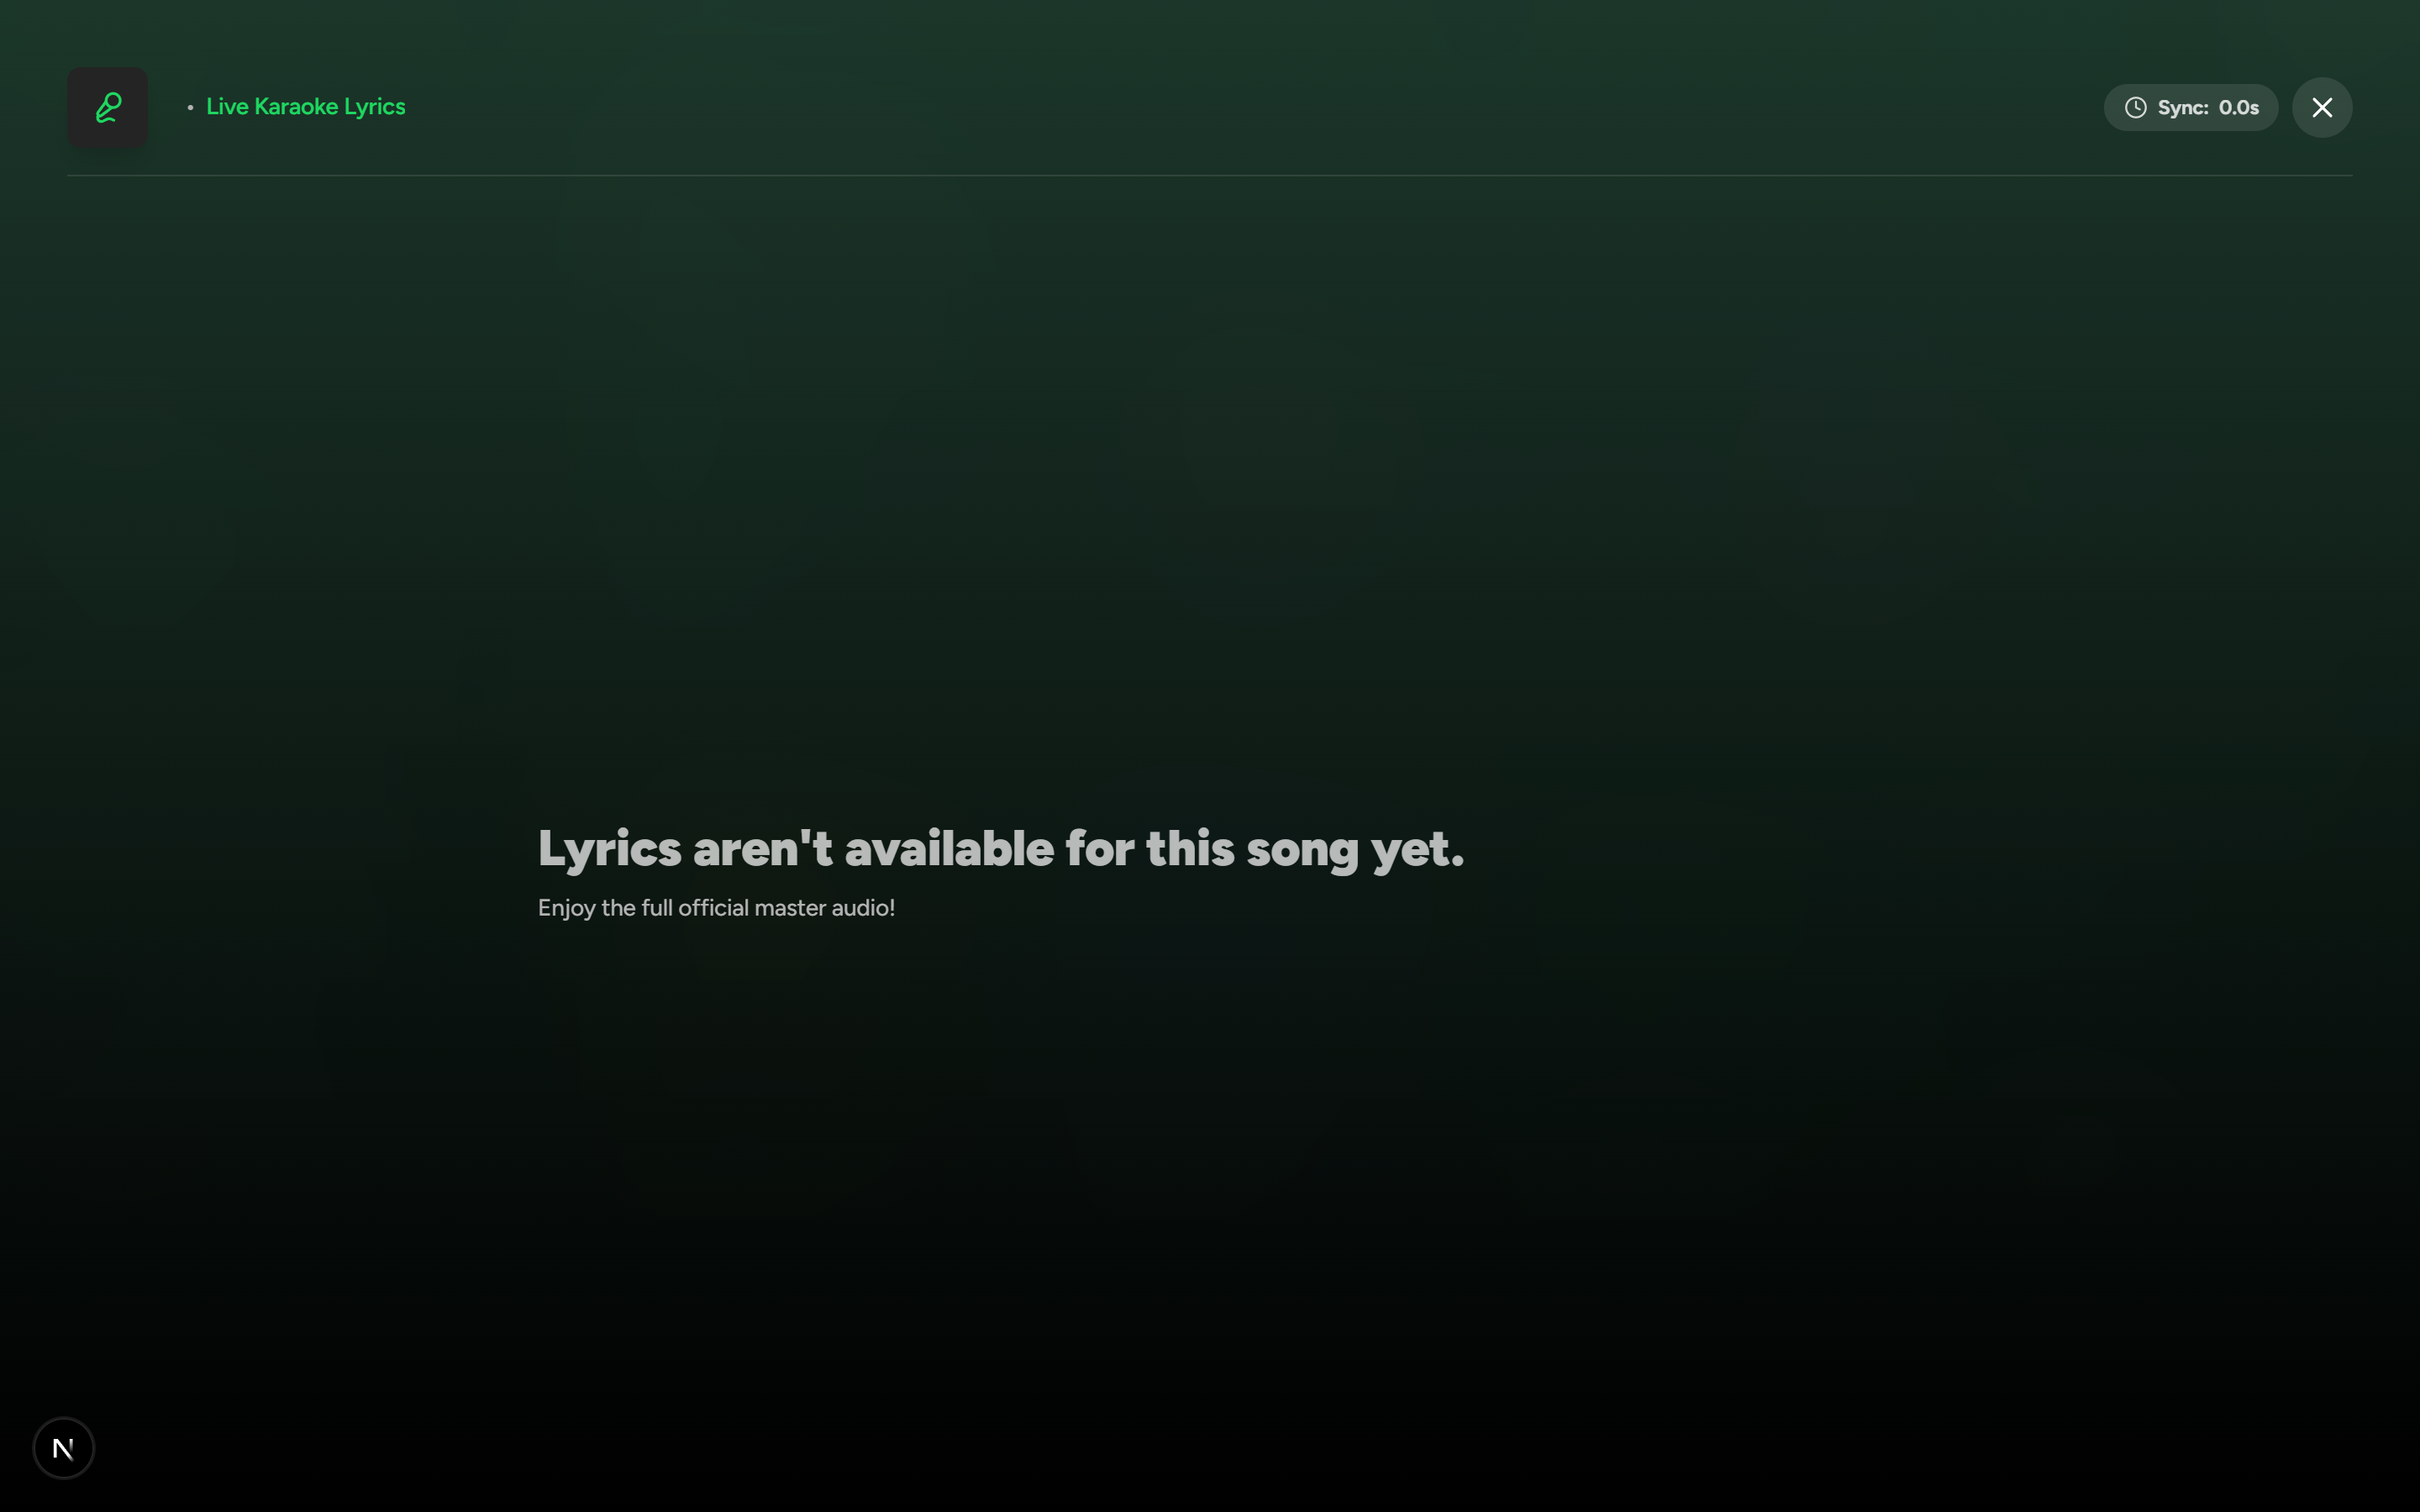 • Live Karaoke Lyrics
Sync: 0.0s
Lyrics aren't available for this song yet.
Enjoy the full official master audio!
N